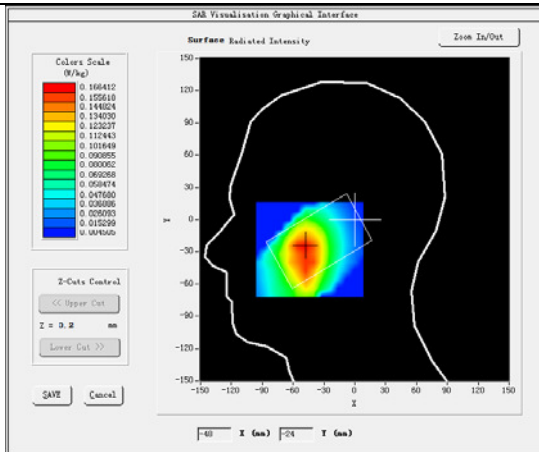 SAR Visualisation Graphical Interface
Surface Radiated Intensity
Zoom In/Out
Colors Scale
(W/kg)
0.166412
0.155618
0.144824
0.134030
0.123237
0.112443
0.101649
0.090855
0.080062
0.069268
0.058474
0.047680
0.036886
0.026093
0.015299
0.004505
Z-Cuts Control
<< Upper Cut
Z = 0.2 mm
Lower Cut >>
SAVE
Cancel
150
120
90
60
30
0
-30
-60
-90
-120
-150
Y
-150 -120 -90 -60 -30 0 30 60 90 120 150
X
-48 X (mm) -24 Y (mm)